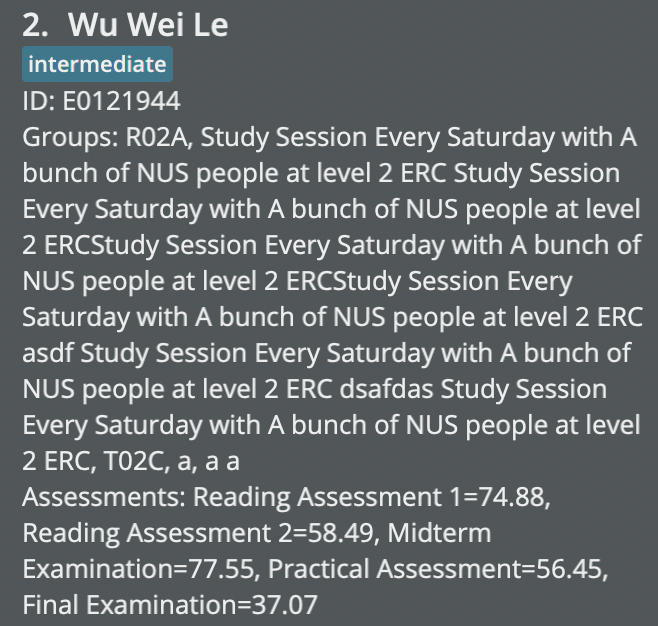 2. Wu Wei Le
intermediate
ID: E0121944
Groups: R02A, Study Session Every Saturday with A
bunch of NUS people at level 2 ERC Study Session
Every Saturday with A bunch of NUS people at level
2 ERCStudy Session Every Saturday with A bunch of
NUS people at level 2 ERCStudy Session Every
Saturday with A bunch of NUS people at level 2 ERC
asdf Study Session Every Saturday with A bunch of
NUS people at level 2 ERC dsafdas Study Session
Every Saturday with A bunch of NUS people at level
2 ERC, T02C, a, a a
Assessments: Reading Assessment 1=74.88,
Reading Assessment 2=58.49, Midterm
Examination=77.55, Practical Assessment=56.45,
Final Examination=37.07